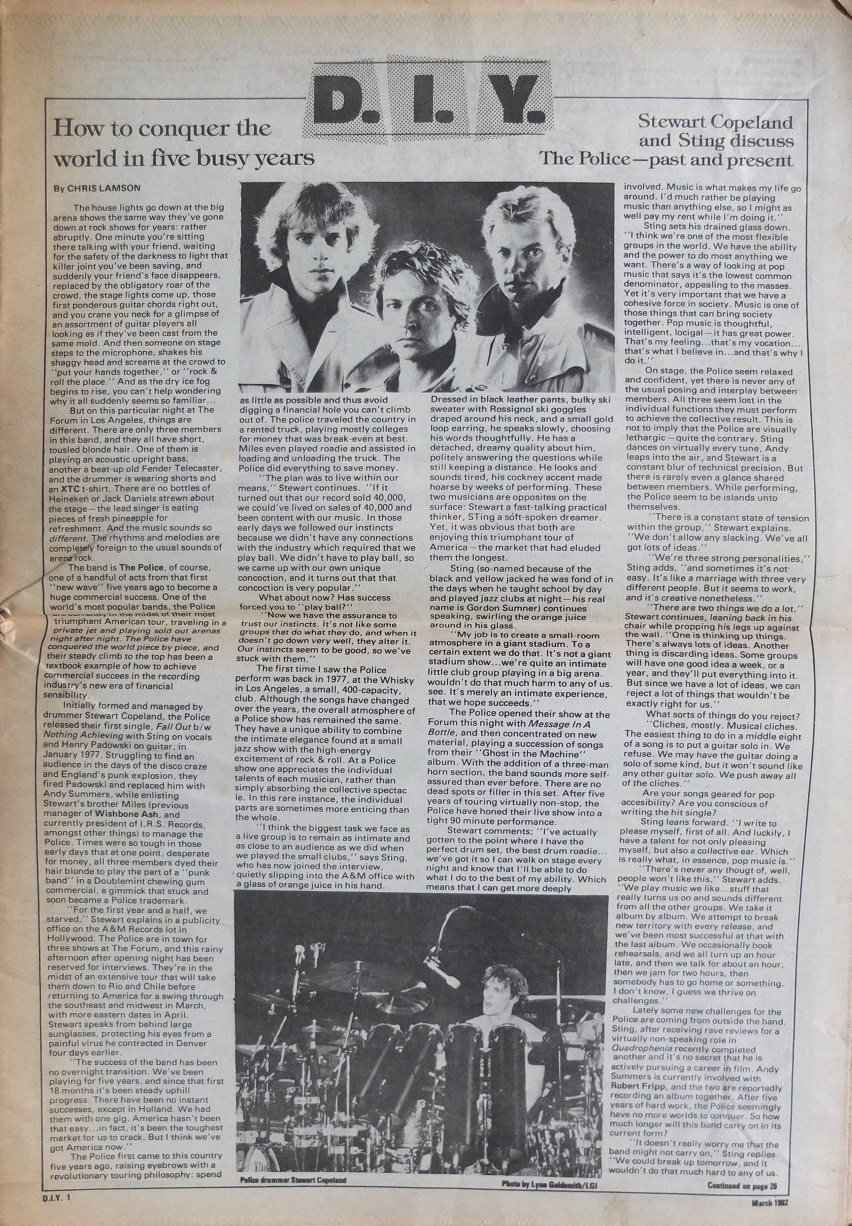 D. I. Y.
How to conquer the
world in five busy years
Stewart Copeland
and Sting discuss
The Police—past and present
By CHRIS LAMSON
The house lights go down at the big
arena shows the same way they've gone
down at rock shows for years: rather
abruptly. One minute you're sitting
there talking with your friend, waiting
for the safety of the darkness to light that
killer joint you've been saving, and
suddenly your friend's face disappears,
replaced by the obligatory roar of the
crowd, the stage lights come up, those
first ponderous guitar chords right out,
and you crane you neck for a glimpse of
an assortment of guitar players all
looking as if they've been cast from the
same mold. And then someone on stage
steps to the microphone, shakes his
shaggy head and screams at the crowd to
"put your hands together," or "rock &
roll the place." And as the dry ice fog
begins to rise, you can't help wondering
why it all suddenly seems so familiar...
But on this particular night at The
Forum in Los Angeles, things are
different. There are only three members
in this band, and they all have short,
tousled blonde hair. One of them is
playing an acoustic upright bass,
another a beat-up old Fender Telecaster,
and the drummer is wearing shorts and
an XTC t-shirt. There are no bottles of
Heineken or Jack Daniels strewn about
the stage—the lead singer is eating
pieces of fresh pineapple for
refreshment. And the music sounds so
different. The rhythms and melodies are
completely foreign to the usual sounds of
arena rock.
The band is The Police, of course,
one of a handful of acts from that first
"new wave" five years ago to become a
huge commercial success. One of the
world's most popular bands, the Police
triumphant American tour, traveling in a
private jet and playing sold out arenas
night after night. The Police have
conquered the world piece by piece, and
their steady climb to the top has been a
textbook example of how to achieve
commercial succees in the recording
industry's new era of financial
sensibility.
Initially formed and managed by
drummer Stewart Copeland, the Police
released their first single, Fall Out b/w
Nothing Achieving with Sting on vocals
and Henry Padowski on guitar, in
January 1977. Struggling to find an
audience in the days of the disco craze
and England's punk explosion, they
fired Padowski and replaced him with
Andy Summers, while enlisting
Stewart's brother Miles (previous
manager of Wishbone Ash, and
currently president of I.R.S. Records,
amongst other things) to manage the
Police. Times were so tough in those
early days that at one point, desperate
for money, all three members dyed their
hair blonde to play the part of a "punk
band" in a Doublemint chewing gum
commercial, a gimmick that stuck and
soon became a Police trademark.
"For the first year and a half, we
starved," Stewart explains in a publicity
office on the A&M Records lot in
Hollywood. The Police are in town for
three shows at The Forum, and this rainy
afternoon after opening night has been
reserved for interviews. They're in the
midst of an extensive tour that will take
them down to Rio and Chile before
returning to America for a swing through
the southeast and midwest in March,
with more eastern dates in April.
Stewart speaks from behind large
sunglasses, protecting his eyes from a
painful virus he contracted in Denver
four days earlier.
"The success of the band has been
no overnight transition. We've been
playing for five years, and since that first
18 months it's been steady uphill
progress. There have been no instant
successes, except in Holland. We had
them with one gig. America hasn't been
that easy...in fact, it's been the toughest
market for us to crack. But I think we've
got America now."
The Police first came to this country
five years ago, raising eyebrows with a
revolutionary touring philosophy: spend
as little as possible and thus avoid
digging a financial hole you can't climb
out of. The police traveled the country in
a rented truck, playing mostly colleges
for money that was break-even at best.
Miles even played roadie and assisted in
loading and unloading the truck. The
Police did everything to save money.
"The plan was to live within our
means," Stewart continues. "If it
turned out that our record sold 40,000,
we could've lived on sales of 40,000 and
been content with our music. In those
early days we followed our instincts
because we didn't have any connections
with the industry which required that we
play ball. We didn't have to play ball, so
we came up with our own unique
concoction, and it turns out that that
concoction is very popular."
What about now? Has success
forced you to "play ball?"
"Now we have the assurance to
trust our instincts. It's not like some
groups that do what they do, and when it
doesn't go down very well, they alter it.
Our instincts seem to be good, so we've
stuck with them."
The first time I saw the Police
perform was back in 1977, at the Whisky
in Los Angeles, a small, 400-capacity,
club. Although the songs have changed
over the years, the overall atmosphere of
a Police show has remained the same.
They have a unique ability to combine
the intimate elegance found at a small
jazz show with the high-energy
excitement of rock & roll. At a Police
show one appreciates the individual
talents of each musician, rather than
simply absorbing the collective spectac
le. In this rare instance, the individual
parts are sometimes more enticing than
the whole.
"I think the biggest task we face as
a live group is to remain as intimate and
as close to an audience as we did when
we played the small clubs," says Sting,
who has now joined the interview,
quietly slipping into the A&M office with
a glass of orange juice in his hand.
Dressed in black leather pants, bulky ski
sweater with Rossignol ski goggles
draped around his neck, and a small gold
loop earring, he speaks slowly, choosing
his words thoughtfully. He has a
detached, dreamy quality about him,
politely answering the questions while
still keeping a distance. He looks and
sounds tired, his cockney accent made
hoarse by weeks of performing. These
two musicians are opposites on the
surface: Stewart a fast-talking practical
thinker, STing a soft-spoken dreamer.
Yet, it was obvious that both are
enjoying this triumphant tour of
America—the market that had eluded
them the longest.
Sting (so-named because of the
black and yellow jacked he was fond of in
the days when he taught school by day
and played jazz clubs at night—his real
name is Gordon Sumner) continues
speaking, swirling the orange juice
around in his glass.
"My job is to create a small-room
atmosphere in a giant stadium. To a
certain extent we do that. It's not a giant
stadium show...we're quite an intimate
little club group playing in a big arena.
wouldn't do that much harm to any of us.
see. It's merely an intimate experience,
that we hope succeeds."
The Police opened their show at the
Forum this night with Message In A
Bottle, and then concentrated on new
material, playing a succession of songs
from their "Ghost in the Machine"
album. With the addition of a three-man
horn section, the band sounds more self-
assured than ever before. There are no
dead spots or filler in this set. After five
years of touring virtually non-stop, the
Police have honed their live show into a
tight 90 minute performance.
Stewart comments; "I've actually
gotten to the point where I have the
perfect drum set, the best drum roadie...
we've got it so I can walk on stage every
night and know that I'll be able to do
what I do to the best of my ability. Which
means that I can get more deeply
involved. Music is what makes my life go
around. I'd much rather be playing
music than anything else, so I might as
well pay my rent while I'm doing it."
Sting sets his drained glass down.
"I think we're one of the most flexible
groups in the world. We have the ability
and the power to do most anything we
want. There's a way of looking at pop
music that says it's the lowest common
denominator, appealing to the masses.
Yet it's very important that we have a
cohesive force in society. Music is one of
those things that can bring society
together. Pop music is thoughtful,
intelligent, locigal—it has great power.
That's my feeling...that's my vocation...
that's what I believe in...and that's why I
do it."
On stage, the Police seem relaxed
and confident, yet there is never any of
the usual posing and interplay between
members. All three seem lost in the
individual functions they must perform
to achieve the collective result. This is
not to imply that the Police are visually
lethargic—quite the contrary. Sting
dances on virtually every tune, Andy
leaps into the air, and Stewart is a
constant blur of technical precision. But
there is rarely even a glance shared
between members. While performing,
the Police seem to be islands unto
themselves.
"There is a constant state of tension
within the group," Stewart explains.
"We don't allow any slacking. We've all
got lots of ideas."
"We're three strong personalities,"
Sting adds, "and sometimes it's not
easy. It's like a marriage with three very
different people. But it seems to work,
and it's creative nonetheless."
"There are two things we do a lot,"
Stewart continues, leaning back in his
chair while propping his legs up against
the wall. "One is thinking up things.
There's always lots of ideas. Another
thing is discarding ideas. Some groups
will have one good idea a week, or a
year, and they'll put everything into it.
But since we have a lot of ideas, we can
reject a lot of things that wouldn't be
exactly right for us."
What sorts of things do you reject?
"Cliches, mostly. Musical cliches.
The easiest thing to do in a middle eight
of a song is to put a guitar solo in. We
refuse. We may have the guitar doing a
solo of some kind, but it won't sound like
any other guitar solo. We push away all
of the cliches."
Are your songs geared for pop
accesibility? Are you conscious of
writing the hit single?
Sting leans forward. "I write to
please myself, first of all. And luckily, I
have a talent for not only pleasing
myself, but also a collective ear. Which
is really what, in essence, pop music is."
"There's never any thougt of, well,
people won't like this," Stewart adds.
"We play music we like...stuff that
really turns us on and sounds different
from all the other groups. We take it
album by album. We attempt to break
new territory with every release, and
we've been most successful at that with
the last album. We occasionally book
rehearsals, and we all turn up an hour
late, and then we talk for about an hour,
then we jam for two hours, then
somebody has to go home or something.
I don't know, I guess we thrive on
challenges."
Lately some new challenges for the
Police are coming from outside the band.
Sting, after receiving rave reviews for a
virtually non-speaking role in
Quadrophenia recently completed
another and it's no secret that he is
actively pursuing a career in film. Andy
Summers is currently involved with
Robert Fripp, and the two are reportedly
recording an album together. After five
years of hard work, the Police seemingly
have no more worlds to conquer. So how
much longer will this band carry on in its
current form?
"It doesn't really worry me that the
band might not carry on," Sting replies.
"We could break up tomorrow, and it
wouldn't do that much hard to any of us.
Continued on page 26
Police drummer Stewart Copeland
Photo by Lynn Goldsmith/LGI
D.I.Y. 1
March 1982